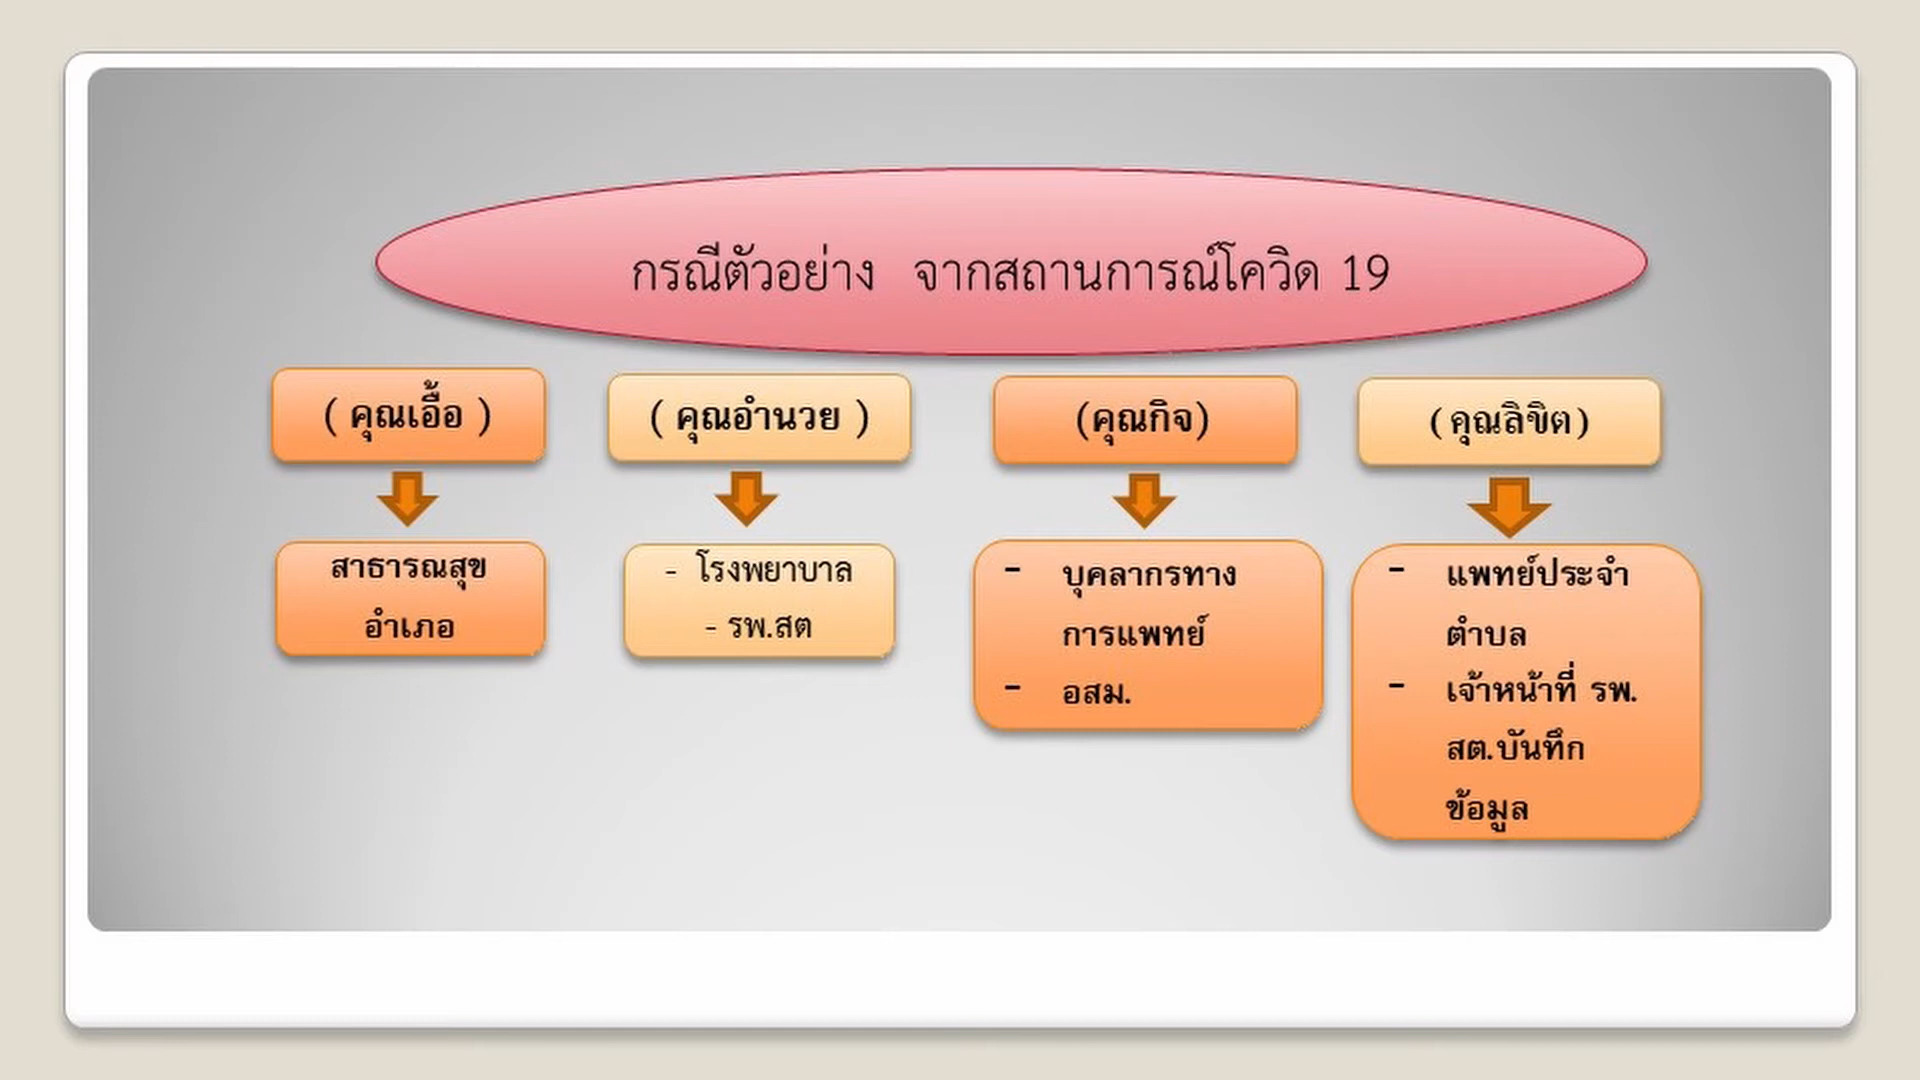 กรณีตัวอย่าง จากสถานการณ์โควิด 19
( คุณเอื้อ )
( คุณอำนวย )
(คุณกิจ)
(คุณลิขิต)
สาธารณสุข
อำเภอ
- โรงพยาบาล
- รพ.สต
- บุคลากรทาง
การแพทย์
- อสม.
- แพทย์ประจำ
ตำบล
- เจ้าหน้าที่ รพ.
สต.บันทึก
ข้อมูล